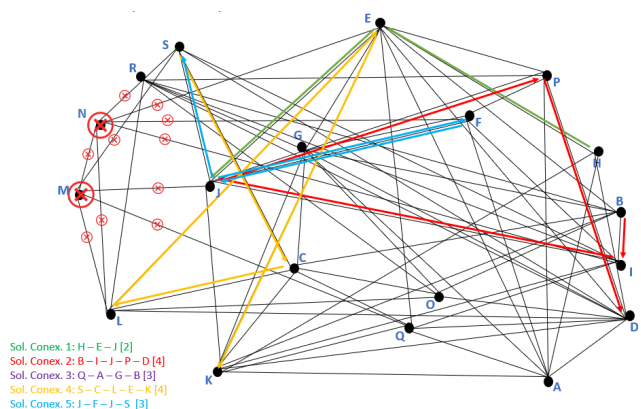 E
S
R
P
N
F
G
H
M
J
B
I
C
O
L
D
Q
K
A
Sol. Conex. 1: H – E – J [2]
Sol. Conex. 2: B – I – J – P – D [4]
Sol. Conex. 3: Q – A – G – B [3]
Sol. Conex. 4: S – C – L – E – K [4]
Sol. Conex. 5: J – F – J – S [3]